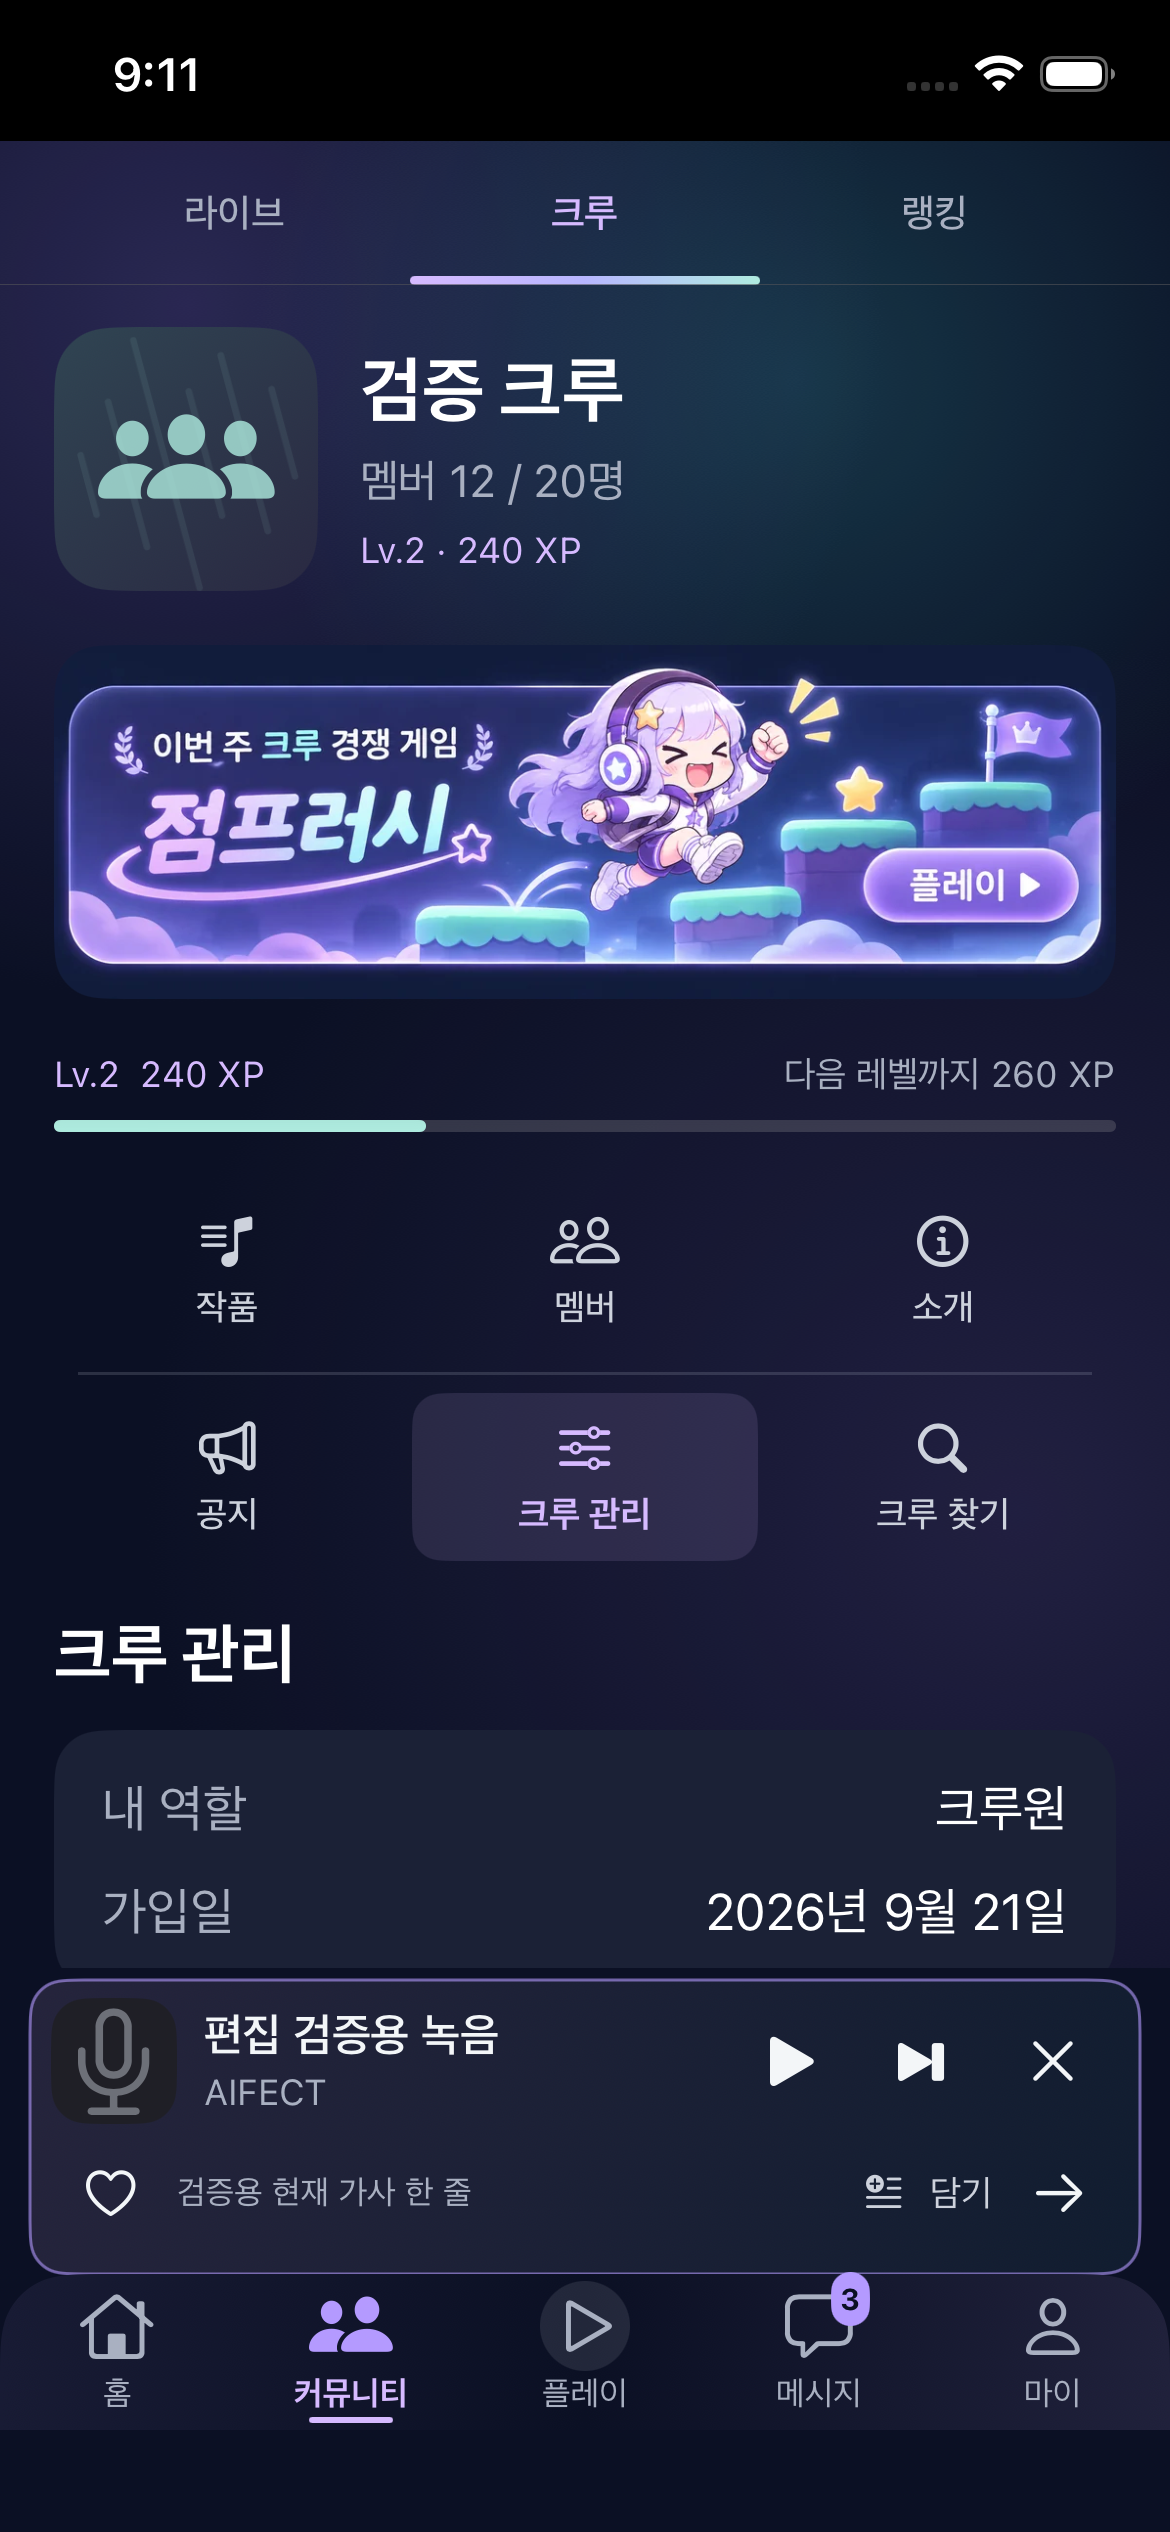 9:11
라이브 크루 랭킹
검증 크루
멤버 12 / 20명
Lv.2 · 240 XP
이번 주 크루 경쟁 게임
점프러시
플레이
Lv.2 240 XP 다음 레벨까지 260 XP
작품 멤버 소개
공지 크루 관리 크루 찾기
크루 관리
내 역할 크루원
가입일 2026년 9월 21일
편집 검증용 녹음
AIFECT
검증용 현재 가사 한 줄 담기
3
홈 커뮤니티 플레이 메시지 마이